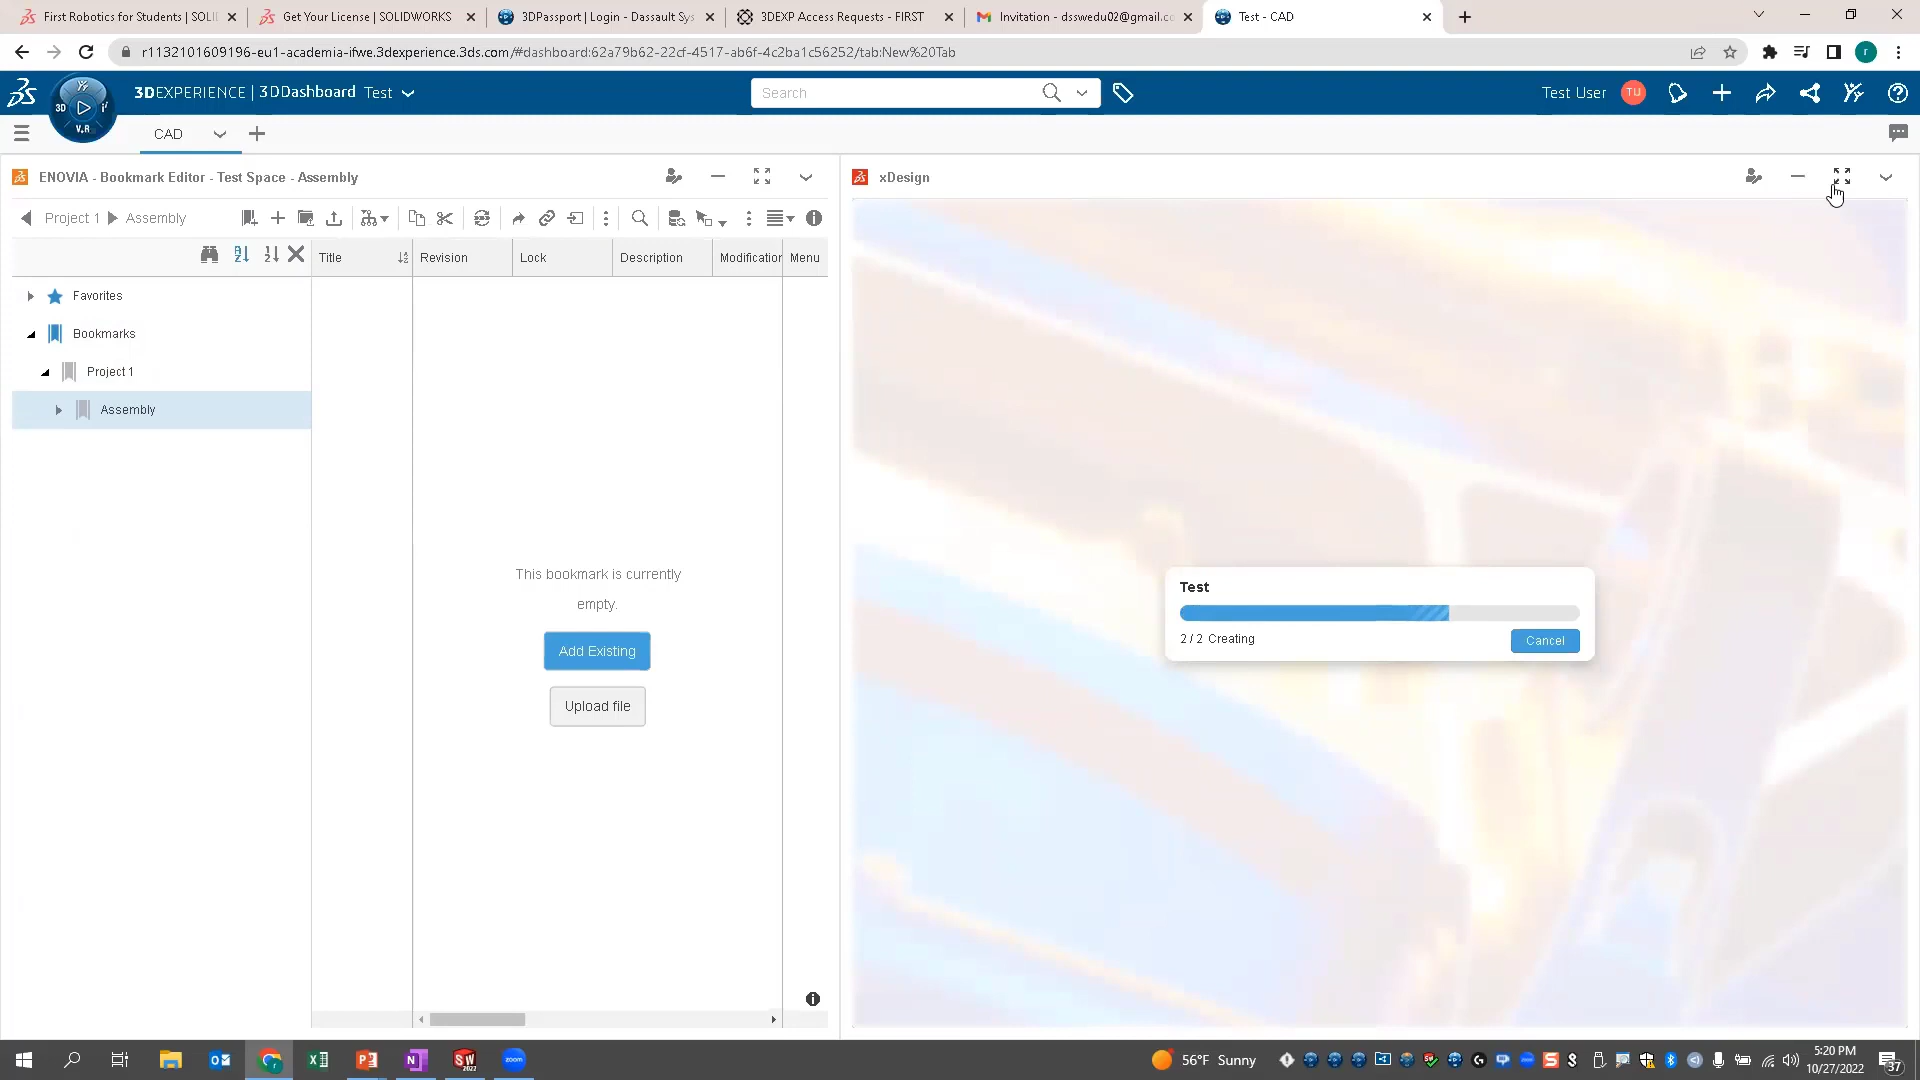 First Robotics for Students | SOLI
Get Your License | SOLIDWORKS
3DPassport | Login - Dassault Sys
3DEXP Access Requests - FIRST
Invitation - dsswedu02@gmail.co
Test - CAD
r1132101609196-eu1-academia-ifwe.3dexperience.3ds.com/#dashboard:62a79b62-22cf-4517-ab6f-4c2ba1c56252/tab:New%20Tab
r
3D
V.R
3DEXPERIENCE | 3DDashboard Test
Search
Test User
TU
CAD
ENOVIA - Bookmark Editor - Test Space - Assembly
xDesign
Project 1
Assembly
Title
Revision
Lock
Description
Modification
Menu
Favorites
Bookmarks
Project 1
Assembly
This bookmark is currently
empty.
Add Existing
Upload file
Test
2 / 2 Creating
Cancel
56°F Sunny
5:20 PM
10/27/2022
37